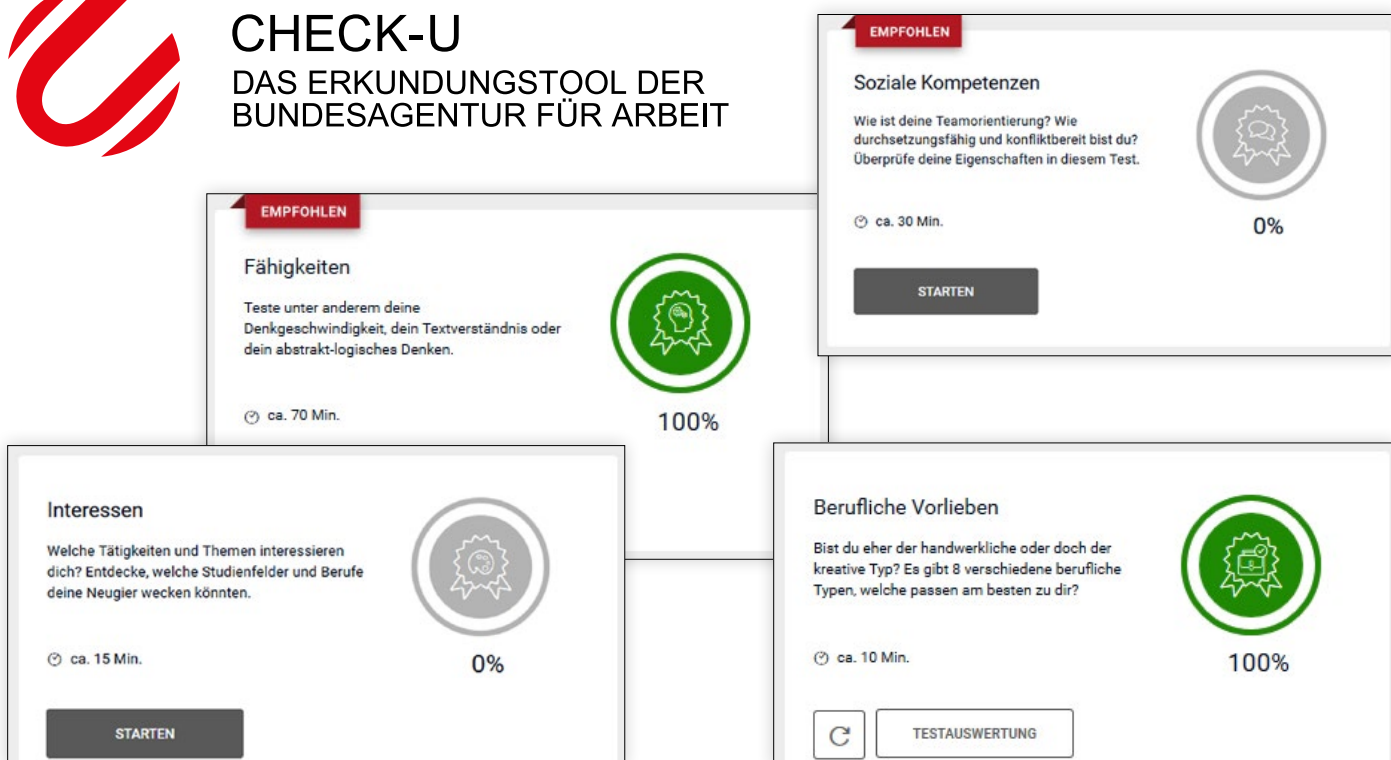 CHECK-U
DAS ERKUNDUNGSTOOL DER
BUNDESAGENTUR FÜR ARBEIT
EMPFOHLEN
Soziale Kompetenzen
Wie ist deine Teamorientierung? Wie
durchsetzungsfähig und konfliktbereit bist du?
Überprüfe deine Eigenschaften in diesem Test.
ca. 30 Min.
0%
STARTEN
EMPFOHLEN
Fähigkeiten
Teste unter anderem deine
Denkgeschwindigkeit, dein Textverständnis oder
dein abstrakt-logisches Denken.
ca. 70 Min.
100%
Interessen
Welche Tätigkeiten und Themen interessieren
dich? Entdecke, welche Studienfelder und Berufe
deine Neugier wecken könnten.
ca. 15 Min.
0%
STARTEN
Berufliche Vorlieben
Bist du eher der handwerkliche oder doch der
kreative Typ? Es gibt 8 verschiedene berufliche
Typen, welche passen am besten zu dir?
ca. 10 Min.
100%
TESTAUSWERTUNG